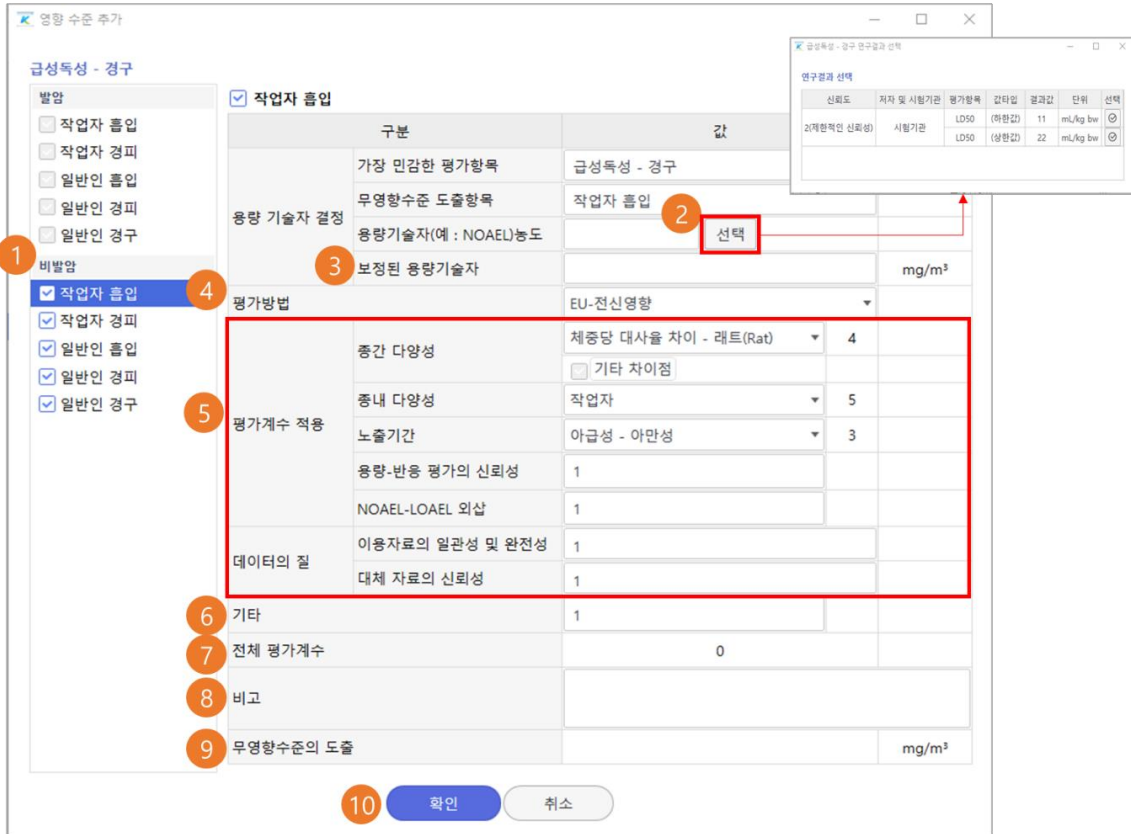 영향 수준 추가
급성독성 - 경구
발암
작업자 흡입
작업자 경피
일반인 흡입
일반인 경피
일반인 경구
1
비발암
작업자 흡입
작업자 경피
일반인 흡입
일반인 경피
일반인 경구
작업자 흡입
구분 값
용량 기술자 결정
가장 민감한 평가항목 급성독성 - 경구
무영향수준 도출항목 작업자 흡입
용량기술자(예 : NOAEL)농도 2 선택
3 보정된 용량기술자 mg/m³
4 평가방법 EU-전신영향
5 평가계수 적용
종간 다양성 체중당 대사율 차이 - 래트(Rat) 4
기타 차이점
종내 다양성 작업자 5
노출기간 아급성 - 아만성 3
용량-반응 평가의 신뢰성 1
NOAEL-LOAEL 외삽 1
데이터의 질
이용자료의 일관성 및 완전성 1
대체 자료의 신뢰성 1
6 기타 1
7 전체 평가계수 0
8 비고
9 무영향수준의 도출 mg/m³
10 확인 취소
급성독성 - 경구 연구결과 선택
연구결과 선택
신뢰도 저자 및 시험기관 평가항목 값타입 결과값 단위 선택
2(제한적인 신뢰성) 시험기관
LD50 (하한값) 11 mL/kg bw
LD50 (상한값) 22 mL/kg bw